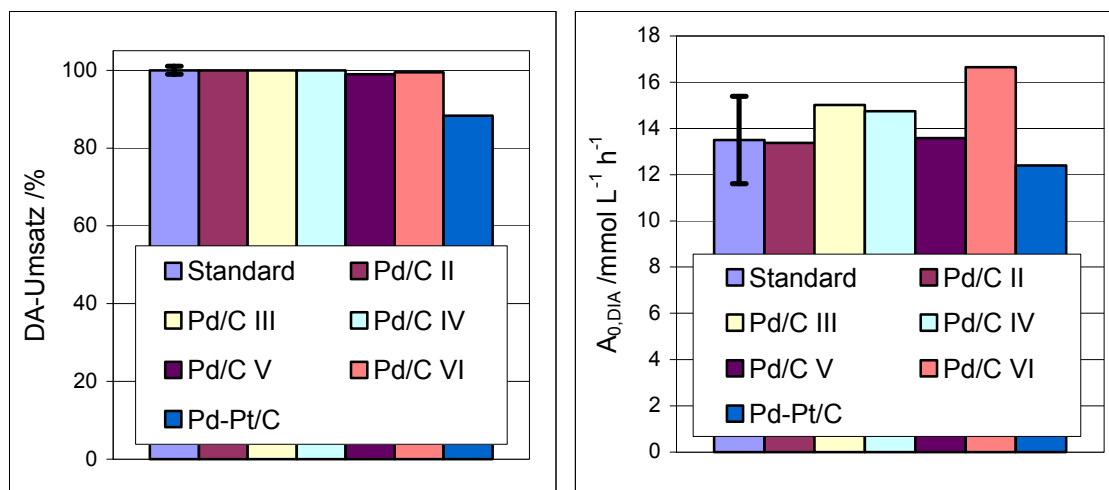 DA-Umsatz /%
100
80
60
40
20
0
Standard Pd/C II
Pd/C III Pd/C IV
Pd/C V Pd/C VI
Pd-Pt/C
A0,DIA /mmol L-1 h-1
18
16
14
12
10
8
6
4
2
0
Standard Pd/C II
Pd/C III Pd/C IV
Pd/C V Pd/C VI
Pd-Pt/C